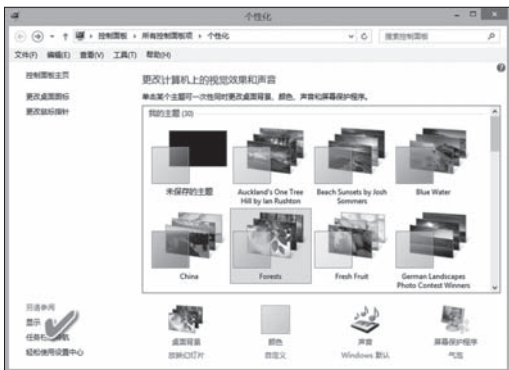 个性化
控制面板 › 所有控制面板项 › 个性化
搜索控制面板
文件(F) 编辑(E) 查看(V) 工具(T) 帮助(H)
控制面板主页
更改桌面图标
更改鼠标指针
更改计算机上的视觉效果和声音
单击某个主题可一次性同时更改桌面背景、颜色、声音和屏幕保护程序。
我的主题 (30)
未保存的主题
Auckland's One Tree
Hill by Ian Rushton
Beach Sunsets by Josh
Sommers
Blue Water
China
Forests
Fresh Fruit
German Landscapes
Photo Contest Winners
另请参阅
显示
任务栏
轻松使用设置中心
桌面背景
放映幻灯片
颜色
自定义
声音
Windows 默认
屏幕保护程序
气泡